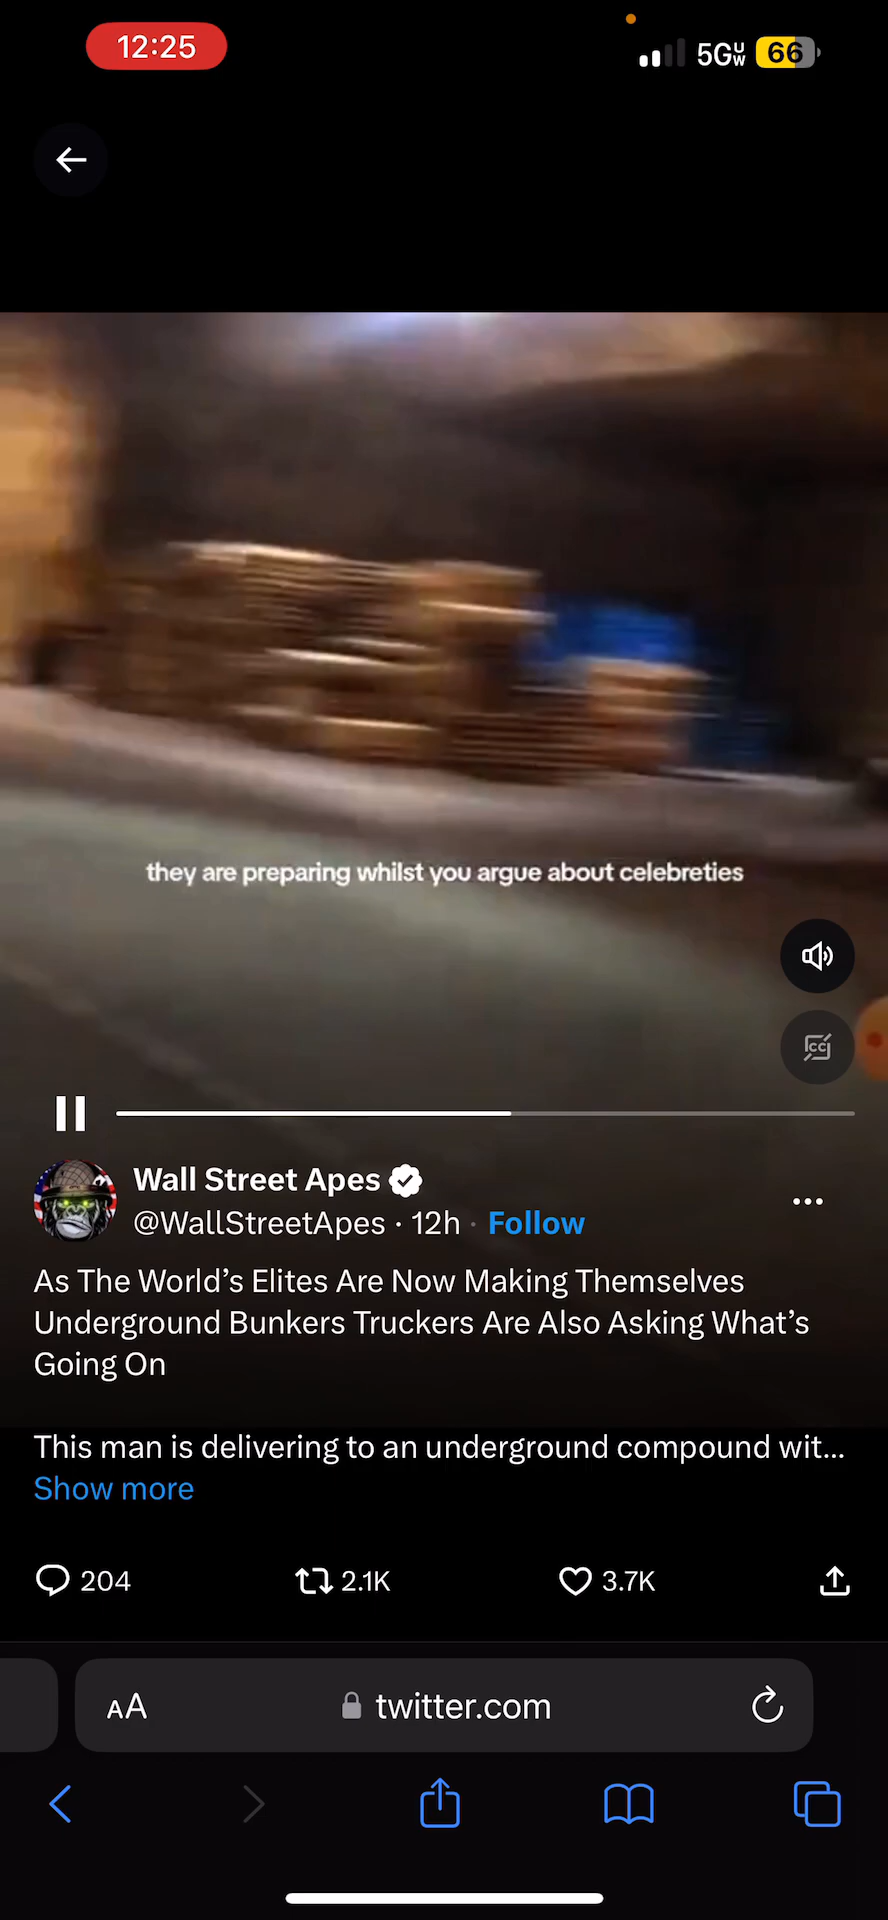 12:25
5GUW 66
they are preparing whilst you argue about celebreties
CC
Wall Street Apes
@WallStreetApes · 12h · Follow
As The World’s Elites Are Now Making Themselves
Underground Bunkers Truckers Are Also Asking What’s
Going On
This man is delivering to an underground compound wit...
Show more
204 2.1K 3.7K
AA twitter.com